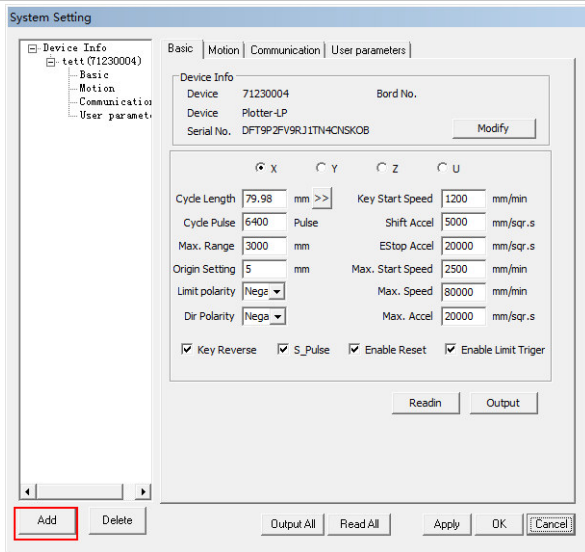 System Setting
Device Info
tett(71230004)
Basic
Motion
Communication
User paramete
Basic Motion Communication User parameters
Device Info
Device 71230004 Bord No.
Device Plotter-LP
Serial No. DFT9P2FV9RJ1TN4CNSKOB
Modify
X Y Z U
Cycle Length 79.98 mm >> Key Start Speed 1200 mm/min
Cycle Pulse 6400 Pulse Shift Accel 5000 mm/sqr.s
Max. Range 3000 mm EStop Accel 20000 mm/sqr.s
Origin Setting 5 mm Max. Start Speed 2500 mm/min
Limit polarity Nega Max. Speed 80000 mm/min
Dir Polarity Nega Max. Accel 20000 mm/sqr.s
Key Reverse S_Pulse Enable Reset Enable Limit Triger
Readin Output
Add Delete Output All Read All Apply OK Cancel